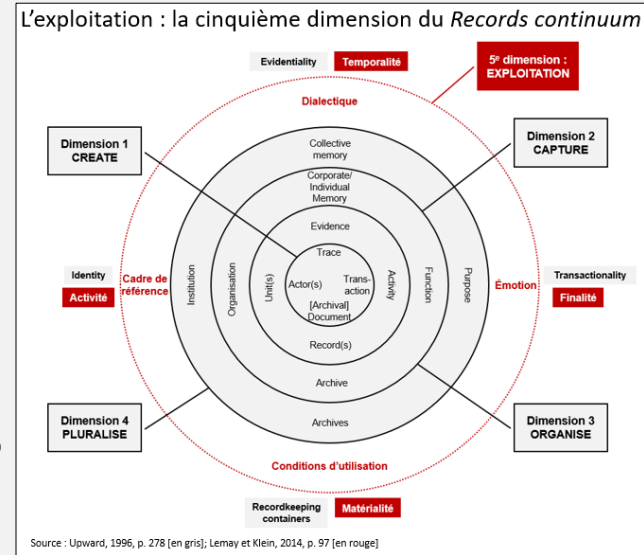 L’exploitation : la cinquième dimension du Records continuum
Evidentiality
Temporalité
5e dimension :
EXPLOITATION
Dialectique
Dimension 1
CREATE
Dimension 2
CAPTURE
Collective
memory
Corporate/
Individual
Memory
Evidence
Trace
Identity
Activité
Cadre de
référence
Institution
Organisation
Unit(s)
Actor(s)
Trans-
action
Activity
Function
Purpose
Émotion
Transactionality
Finalité
[Archival]
Document
Record(s)
Archive
Archives
Dimension 4
PLURALISE
Dimension 3
ORGANISE
Conditions d’utilisation
Recordkeeping
containers
Matérialité
Source : Upward, 1996, p. 278 [en gris]; Lemay et Klein, 2014, p. 97 [en rouge]